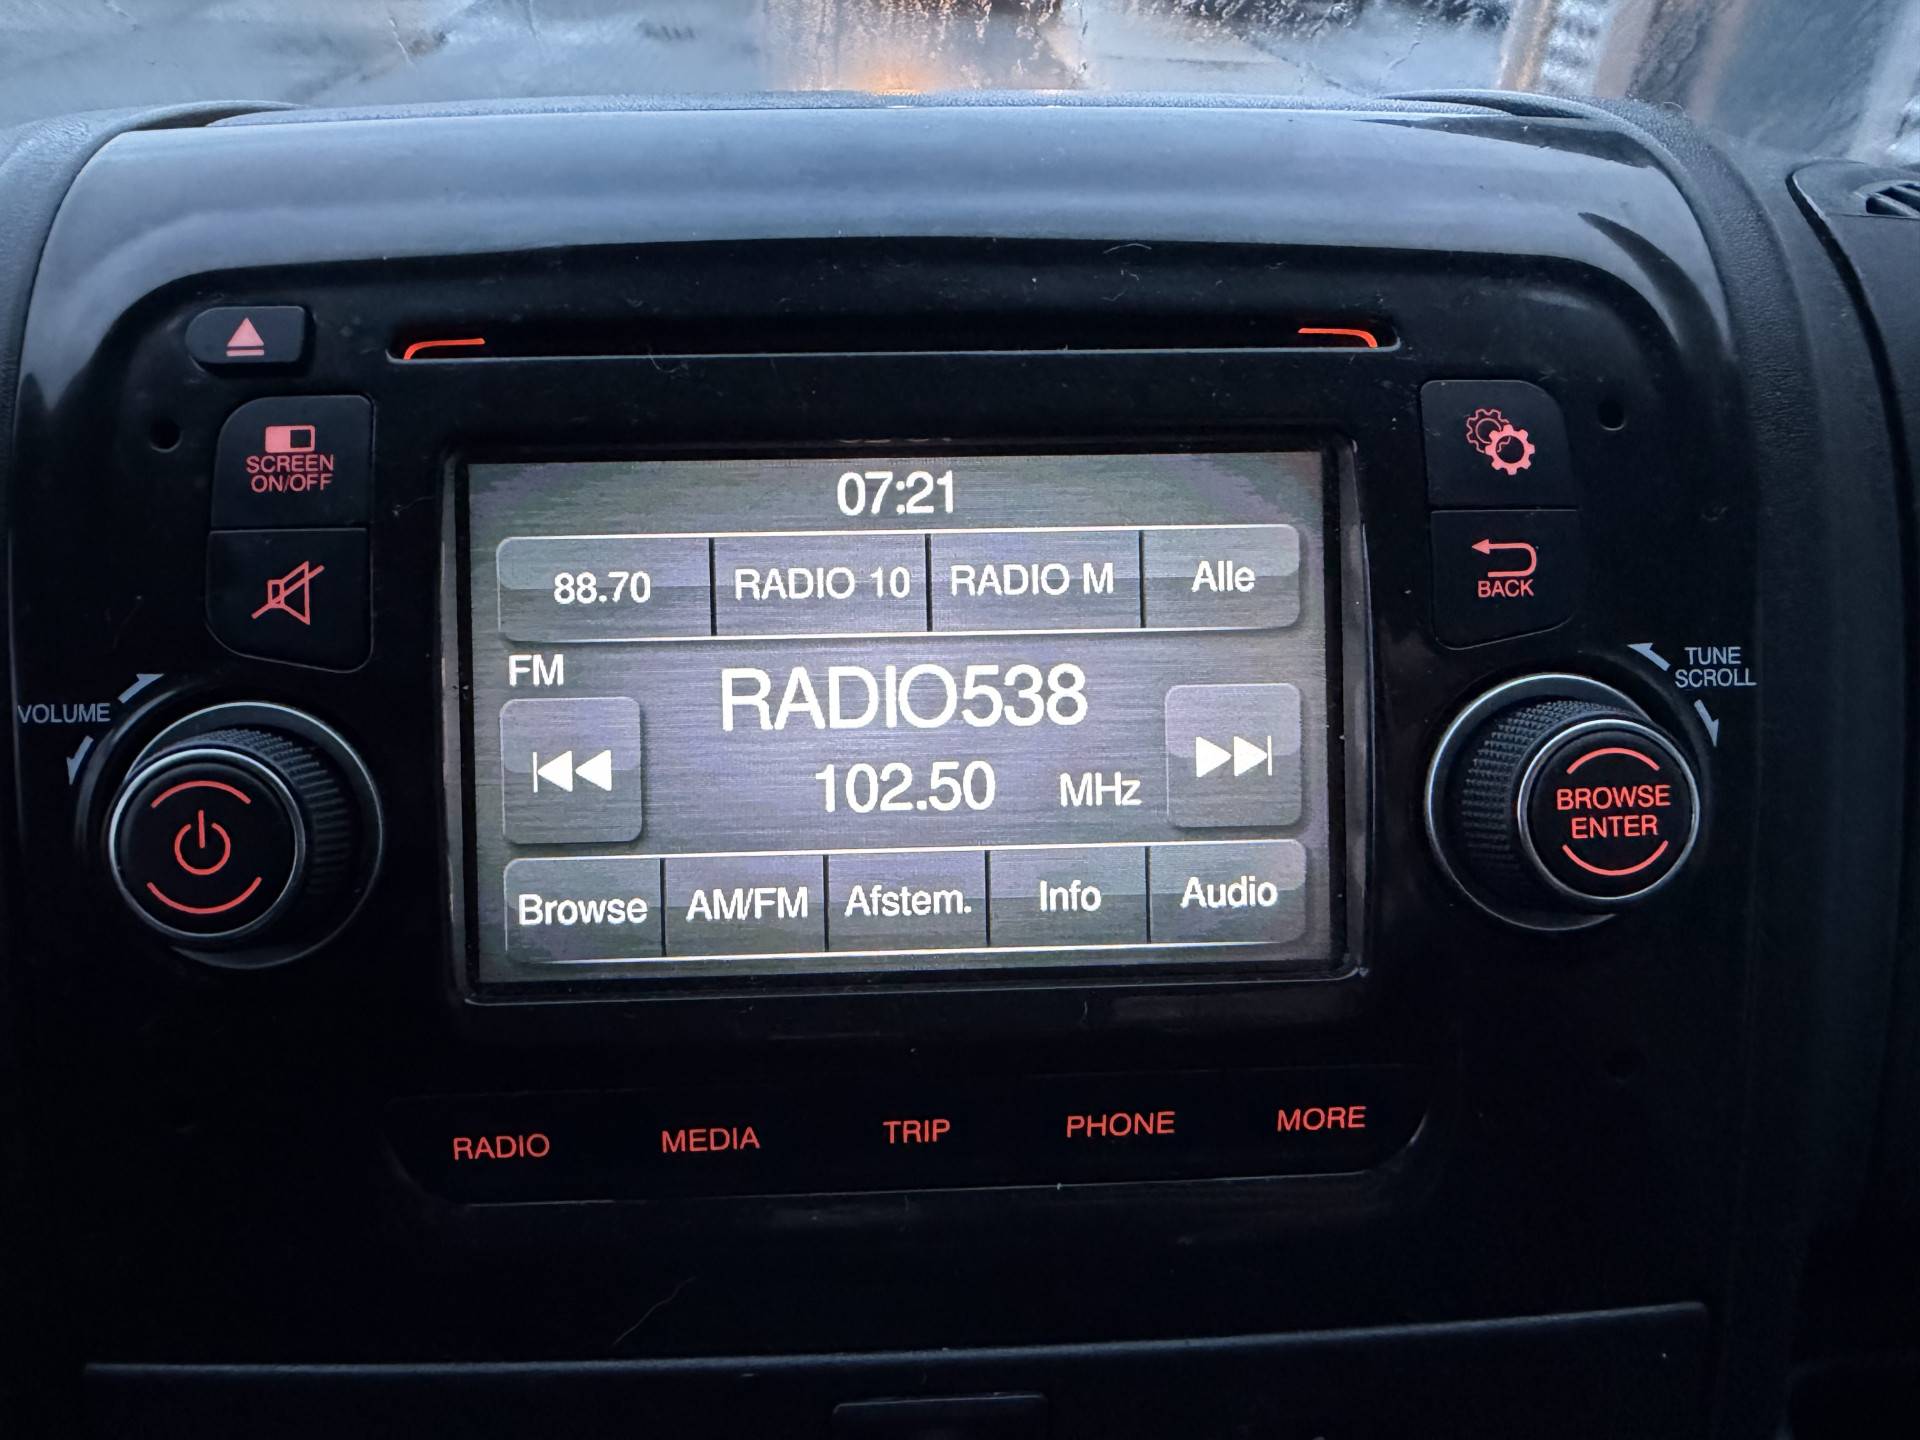 SCREEN
ON/OFF
VOLUME
07:21
88.70 RADIO 10 RADIO M Alle
FM
RADIO538
102.50 MHz
Browse AM/FM Afstem. Info Audio
BACK
TUNE
SCROLL
BROWSE
ENTER
RADIO MEDIA TRIP PHONE MORE